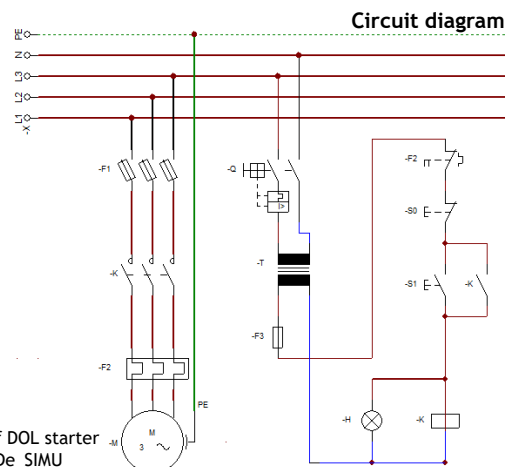 Circuit diagram
PE
N
L3
L2
L1
-X
-F1
-Q
I>
-F2
-S0
-K
-T
-S1
-K
-F3
-F2
PE
-H
-K
-M
M
3
f DOL starter
De SIMU